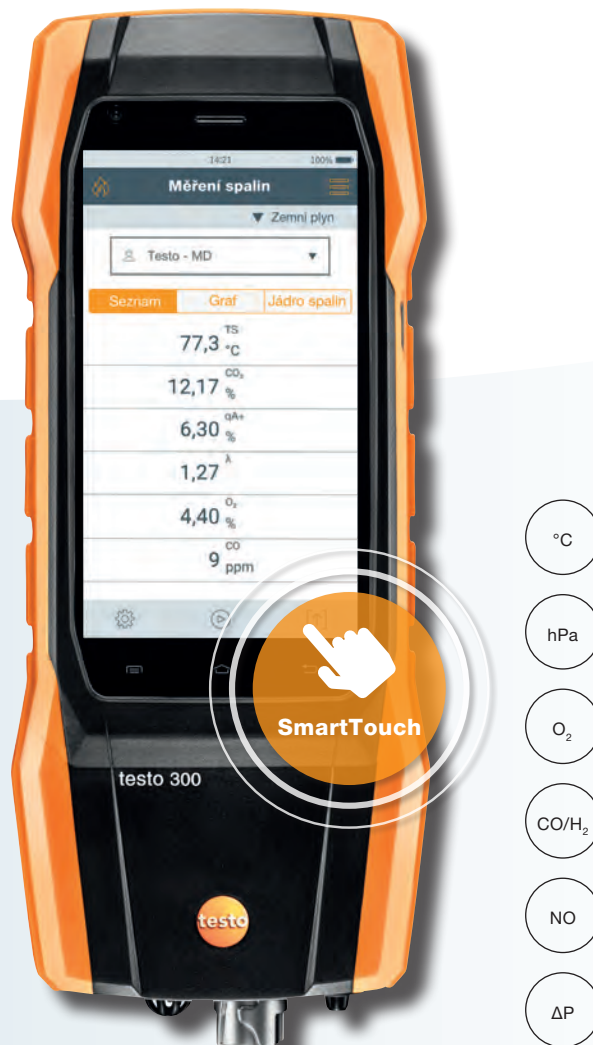 14:21 100%
Měření spalin
▼ Zemní plyn
Testo - MD ▼
Seznam Graf Jádro spalin
77,3 TS °C
12,17 CO₂ %
6,30 qA+ %
1,27 λ
4,40 O₂ %
9 CO ppm
SmartTouch
testo 300
testo
°C
hPa
O₂
CO/H₂
NO
ΔP